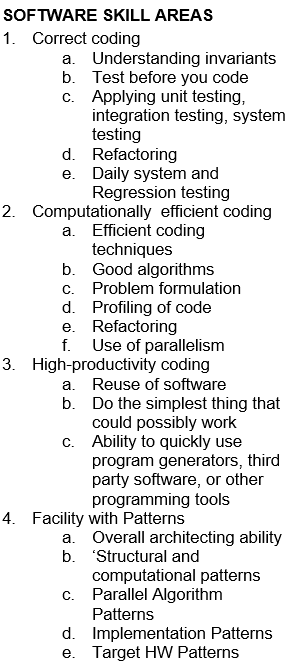 SOFTWARE SKILL AREAS
1. Correct coding
a. Understanding invariants
b. Test before you code
c. Applying unit testing,
integration testing, system
testing
d. Refactoring
e. Daily system and
Regression testing
2. Computationally  efficient coding
a. Efficient coding
techniques
b. Good algorithms
c. Problem formulation
d. Profiling of code
e. Refactoring
f. Use of parallelism
3. High-productivity coding
a. Reuse of software
b. Do the simplest thing that
could possibly work
c. Ability to quickly use
program generators, third
party software, or other
programming tools
4. Facility with Patterns
a. Overall architecting ability
b. ‘Structural and
computational patterns
c. Parallel Algorithm
Patterns
d. Implementation Patterns
e. Target HW Patterns